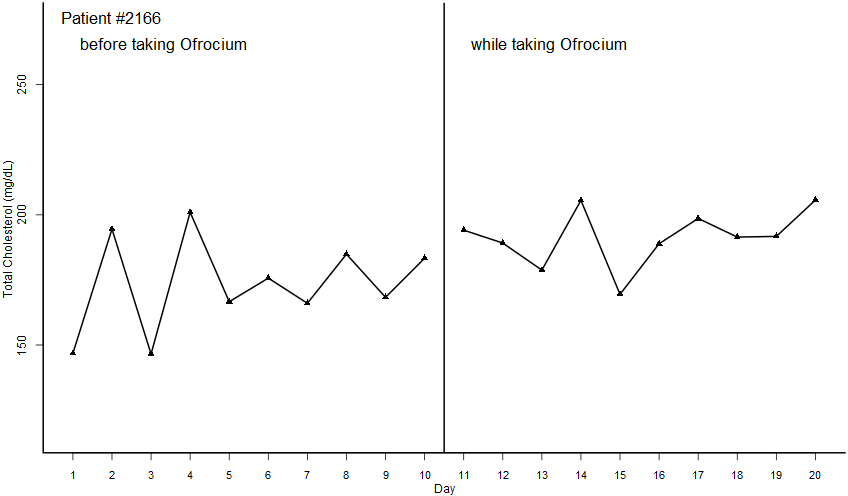 Patient #2166
before taking Ofrocium
while taking Ofrocium
250
200
150
Total Cholesterol (mg/dL)
1 2 3 4 5 6 7 8 9 10 11 12 13 14 15 16 17 18 19 20
Day